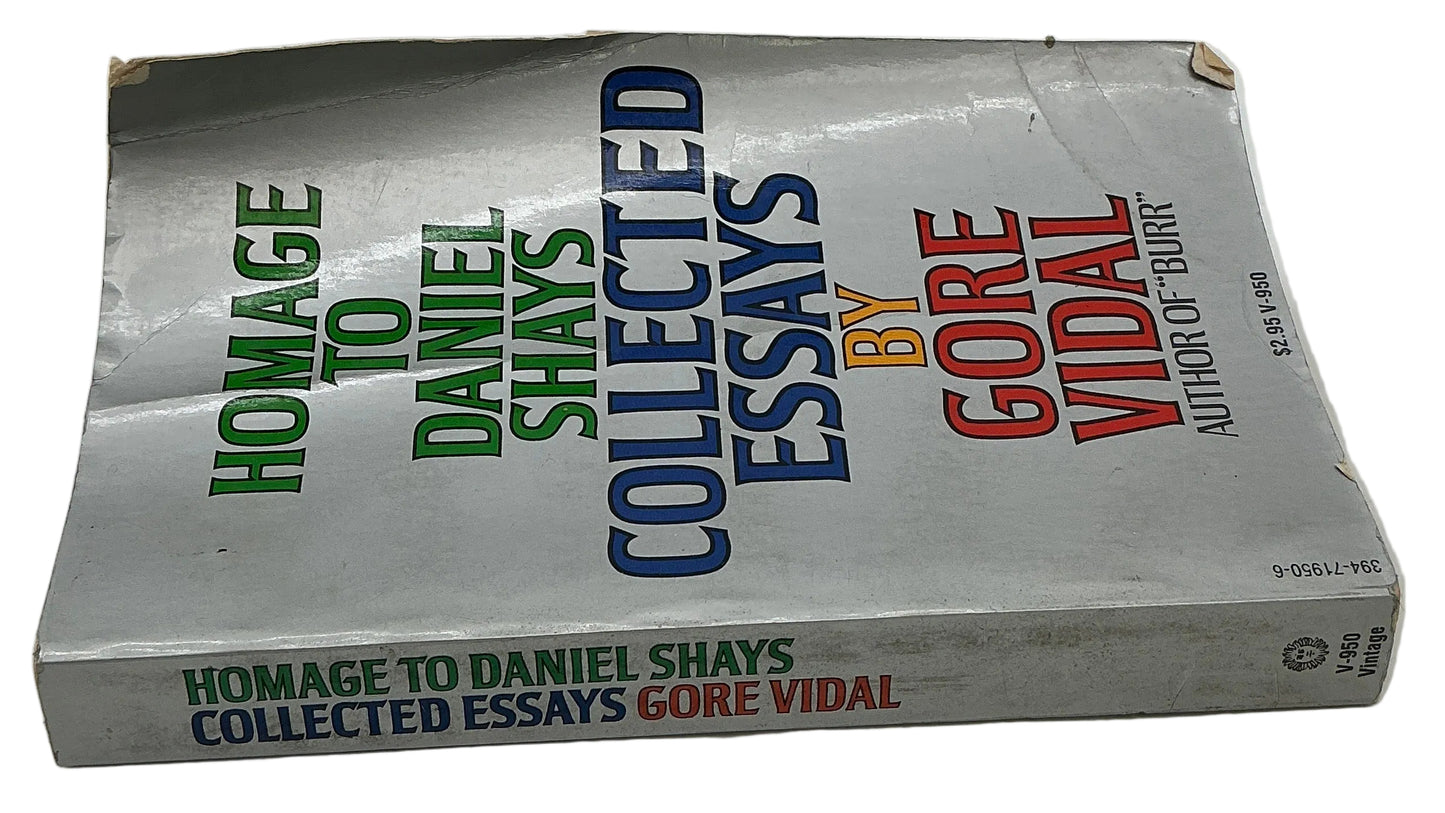 HOMAGE
TO
DANIEL
SHAYS
COLLECTED
ESSAYS
BY
GORE
VIDAL
AUTHOR OF “BURR”
$2.95 V-950
394-71950-6
HOMAGE TO DANIEL SHAYS
COLLECTED ESSAYS GORE VIDAL
V-950
Vintage